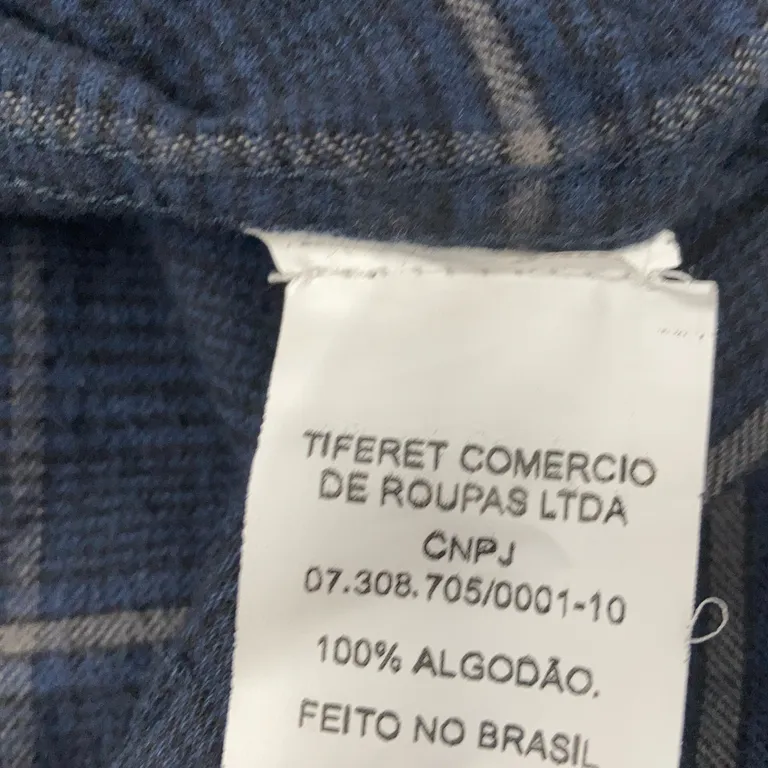 TIFERET COMERCIO
DE ROUPAS LTDA
CNPJ
07.308.705/0001-10
100% ALGODÃO.
FEITO NO BRASIL